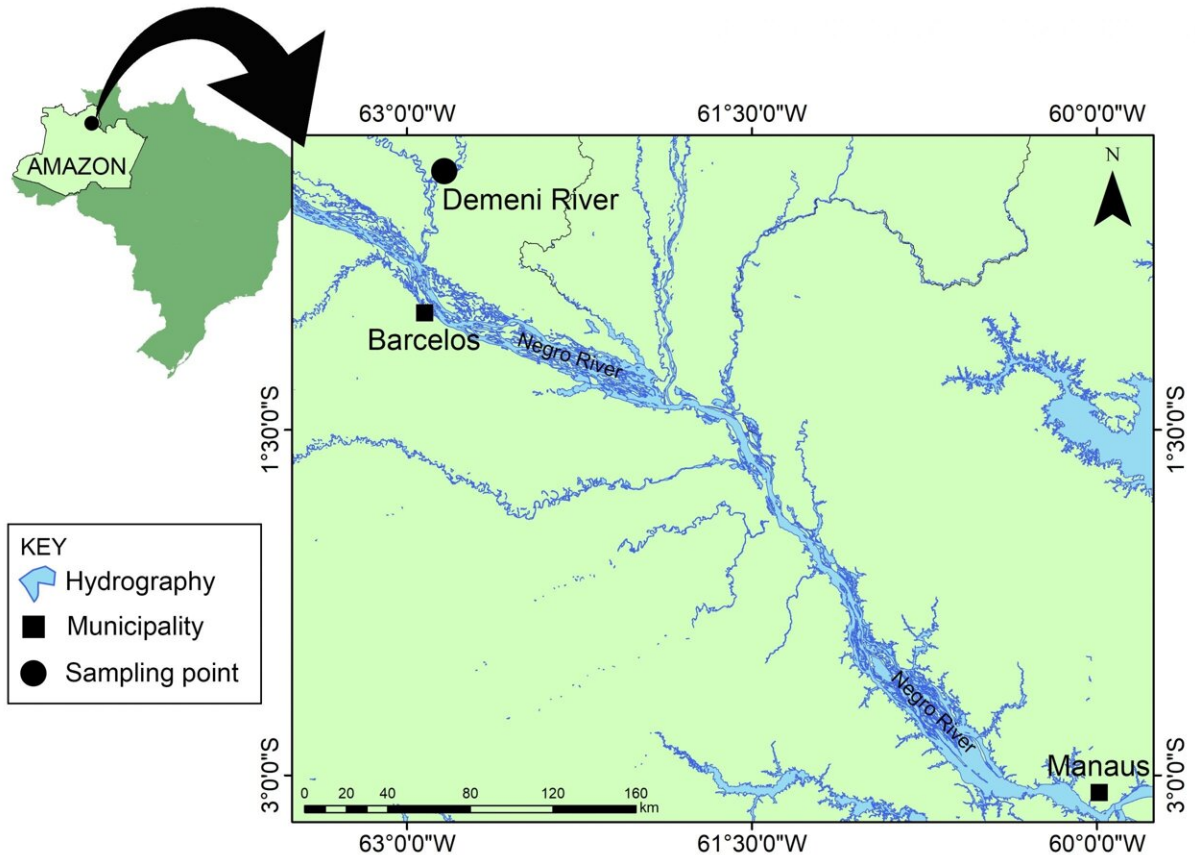 AMAZON
63°0'0"W
61°30'0"W
60°0'0"W
N
Demeni River
Barcelos
Negro River
1°30'0"S
1°30'0"S
KEY
Hydrography
Municipality
Sampling point
Negro River
Manaus
3°0'0"S
3°0'0"S
0 20 40 80 120 160
km
63°0'0"W
61°30'0"W
60°0'0"W